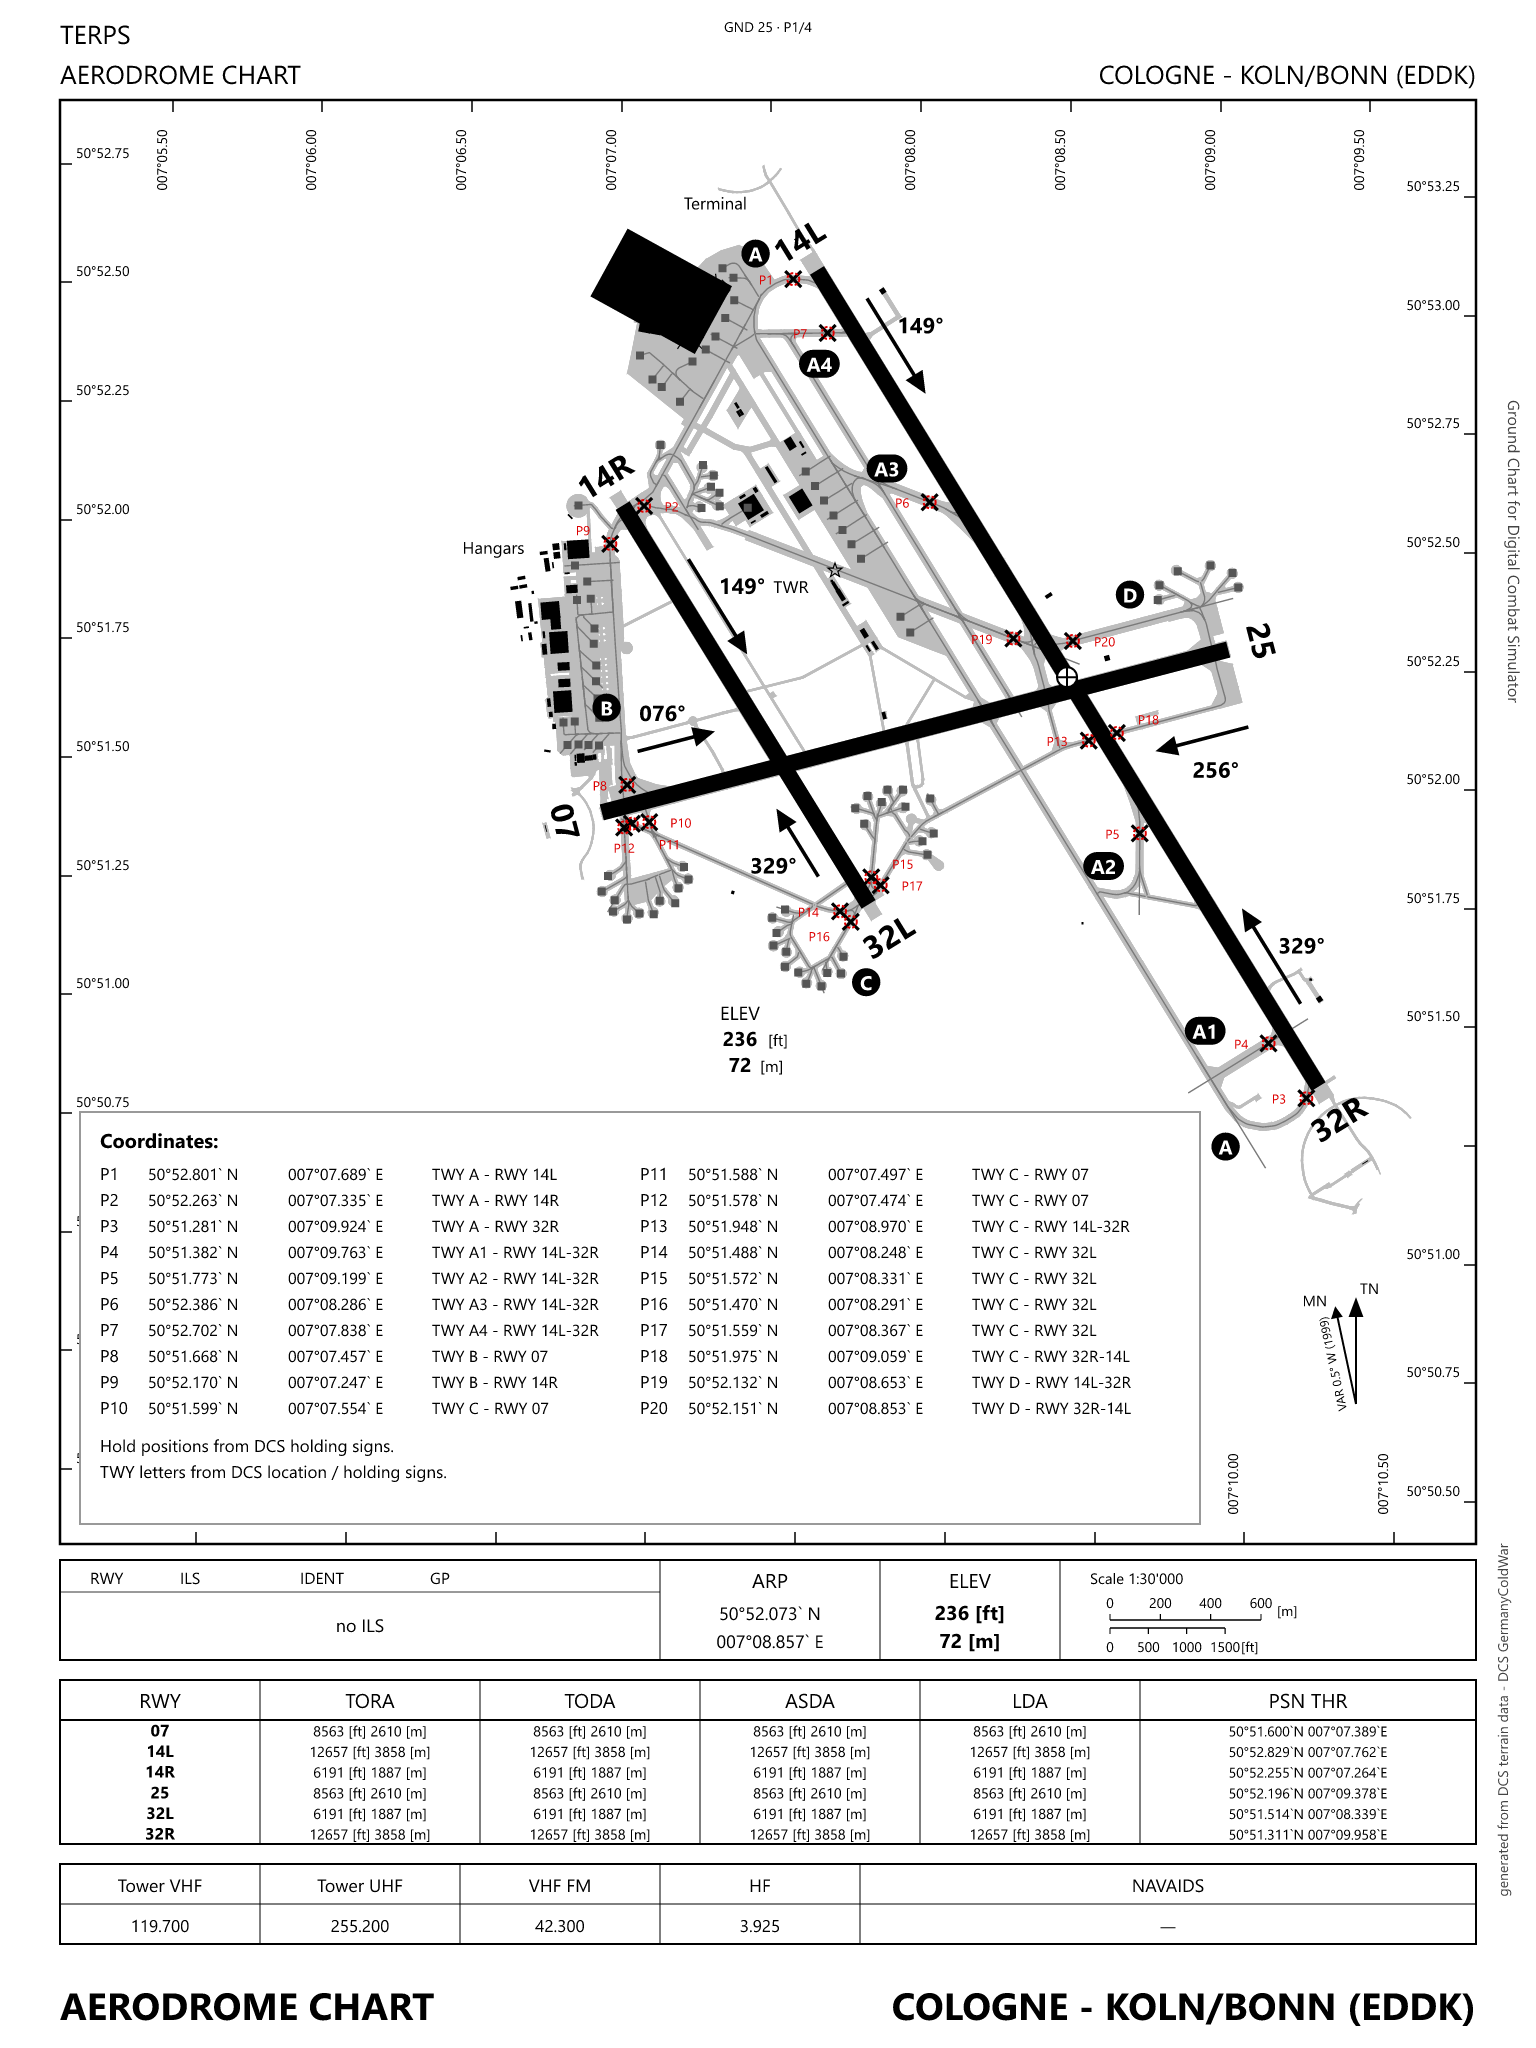 GND 25 · P1/4
TERPS
AERODROME CHART
COLOGNE - KOLN/BONN (EDDK)
007°05.50
007°06.00
007°06.50
007°07.00
007°08.00
007°08.50
007°09.00
007°09.50
50°52.75
50°52.50
50°52.25
50°52.00
50°51.75
50°51.50
50°51.25
50°51.00
50°50.75
50°53.25
50°53.00
50°52.75
50°52.50
50°52.25
50°52.00
50°51.75
50°51.50
50°51.00
50°50.75
50°50.50
007°10.00
007°10.50
Terminal
A
14L
P1
149°
P7
A4
A3
P6
14R
P2
P9
Hangars
149°
TWR
D
P19
P20
25
B
076°
P18
P13
256°
P8
07
P10
P11
P12
P5
A2
329°
P15
P17
P14
P16
32L
C
329°
ELEV
236 [ft]
72 [m]
A1
P4
P3
32R
A
Coordinates:
P1 50°52.801` N 007°07.689` E TWY A - RWY 14L
P2 50°52.263` N 007°07.335` E TWY A - RWY 14R
P3 50°51.281` N 007°09.924` E TWY A - RWY 32R
P4 50°51.382` N 007°09.763` E TWY A1 - RWY 14L-32R
P5 50°51.773` N 007°09.199` E TWY A2 - RWY 14L-32R
P6 50°52.386` N 007°08.286` E TWY A3 - RWY 14L-32R
P7 50°52.702` N 007°07.838` E TWY A4 - RWY 14L-32R
P8 50°51.668` N 007°07.457` E TWY B - RWY 07
P9 50°52.170` N 007°07.247` E TWY B - RWY 14R
P10 50°51.599` N 007°07.554` E TWY C - RWY 07
P11 50°51.588` N 007°07.497` E TWY C - RWY 07
P12 50°51.578` N 007°07.474` E TWY C - RWY 07
P13 50°51.948` N 007°08.970` E TWY C - RWY 14L-32R
P14 50°51.488` N 007°08.248` E TWY C - RWY 32L
P15 50°51.572` N 007°08.331` E TWY C - RWY 32L
P16 50°51.470` N 007°08.291` E TWY C - RWY 32L
P17 50°51.559` N 007°08.367` E TWY C - RWY 32L
P18 50°51.975` N 007°09.059` E TWY C - RWY 32R-14L
P19 50°52.132` N 007°08.653` E TWY D - RWY 14L-32R
P20 50°52.151` N 007°08.853` E TWY D - RWY 32R-14L
Hold positions from DCS holding signs.
TWY letters from DCS location / holding signs.
TN
MN
VAR 0.5° W (1999)
Ground Chart for Digital Combat Simulator
generated from DCS terrain data - DCS GermanyColdWar
RWY ILS IDENT GP
no ILS
ARP
50°52.073` N
007°08.857` E
ELEV
236 [ft]
72 [m]
Scale 1:30'000
0 200 400 600 [m]
0 500 1000 1500[ft]
RWY TORA TODA ASDA LDA PSN THR
07 8563 [ft] 2610 [m] 8563 [ft] 2610 [m] 8563 [ft] 2610 [m] 8563 [ft] 2610 [m] 50°51.600`N 007°07.389`E
14L 12657 [ft] 3858 [m] 12657 [ft] 3858 [m] 12657 [ft] 3858 [m] 12657 [ft] 3858 [m] 50°52.829`N 007°07.762`E
14R 6191 [ft] 1887 [m] 6191 [ft] 1887 [m] 6191 [ft] 1887 [m] 6191 [ft] 1887 [m] 50°52.255`N 007°07.264`E
25 8563 [ft] 2610 [m] 8563 [ft] 2610 [m] 8563 [ft] 2610 [m] 8563 [ft] 2610 [m] 50°52.196`N 007°09.378`E
32L 6191 [ft] 1887 [m] 6191 [ft] 1887 [m] 6191 [ft] 1887 [m] 6191 [ft] 1887 [m] 50°51.514`N 007°08.339`E
32R 12657 [ft] 3858 [m] 12657 [ft] 3858 [m] 12657 [ft] 3858 [m] 12657 [ft] 3858 [m] 50°51.311`N 007°09.958`E
Tower VHF Tower UHF VHF FM HF NAVAIDS
119.700 255.200 42.300 3.925 —
AERODROME CHART
COLOGNE - KOLN/BONN (EDDK)